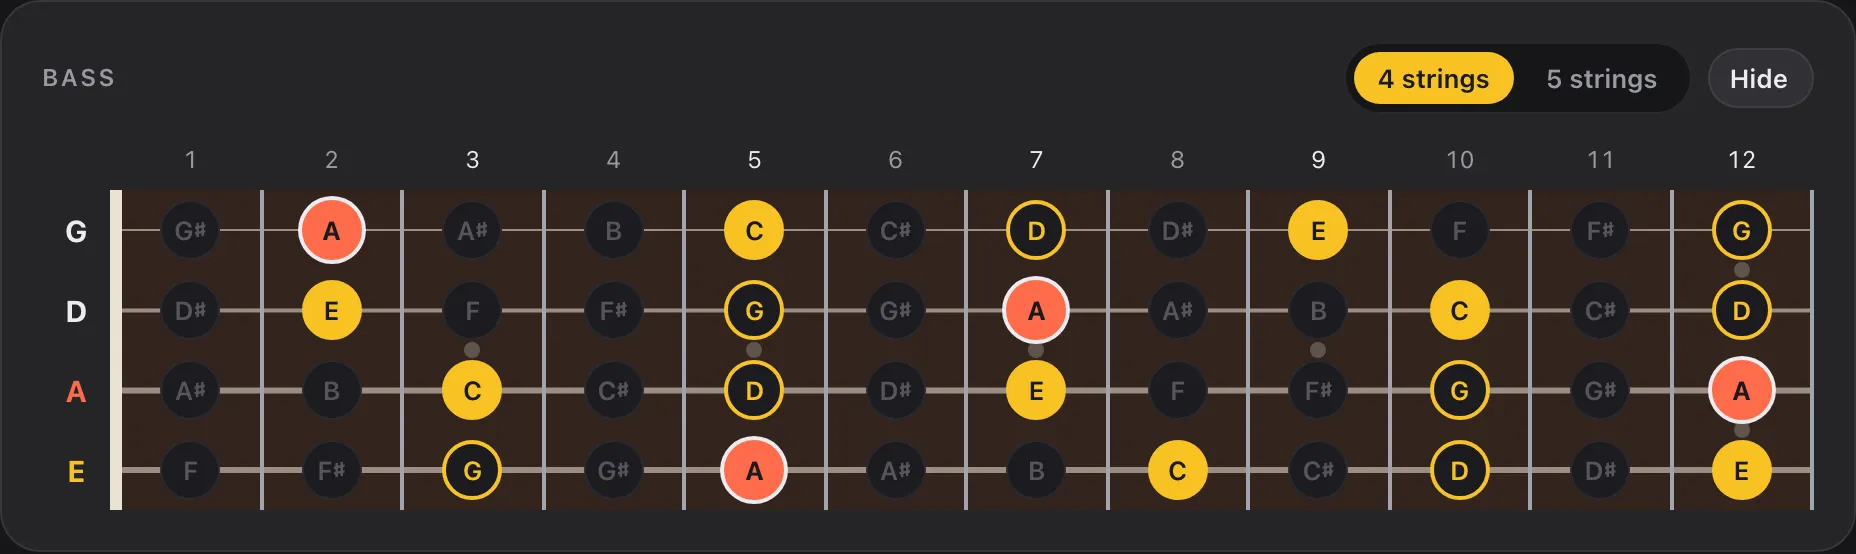 BASS 4 strings 5 strings Hide
1 2 3 4 5 6 7 8 9 10 11 12
G G# A A# B C C# D D# E F F# G
D D# E F F# G G# A A# B C C# D
A A# B C C# D D# E F F# G G# A
E F F# G G# A A# B C C# D D# E